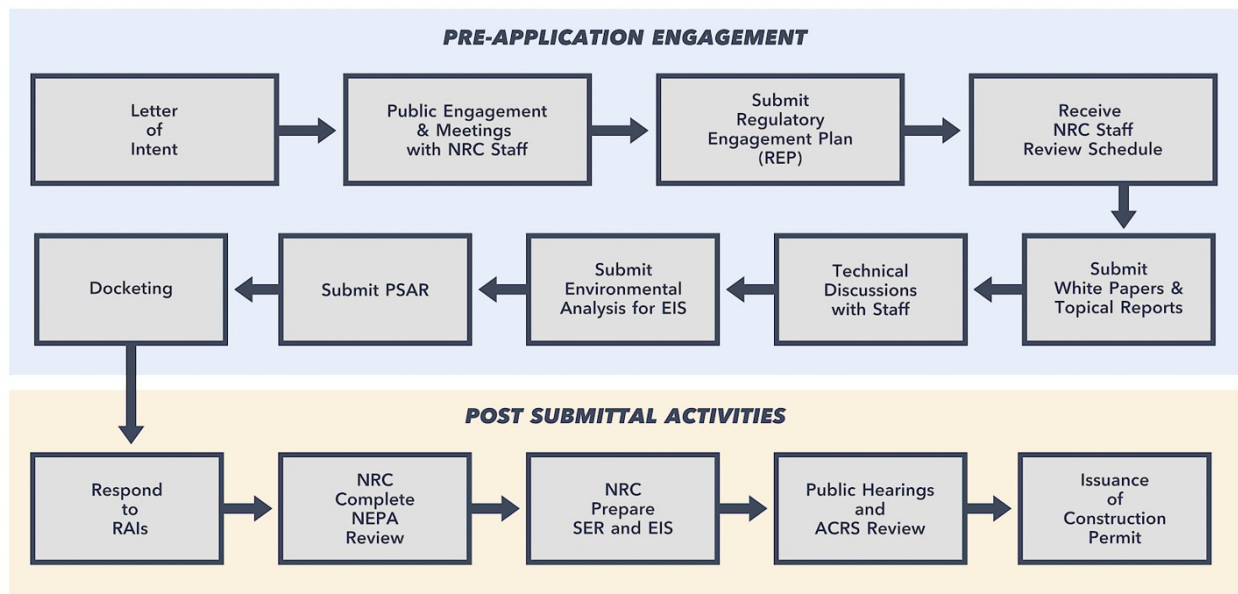 PRE-APPLICATION ENGAGEMENT
Letter
of
Intent
Public Engagement
& Meetings
with NRC Staff
Submit
Regulatory
Engagement Plan
(REP)
Receive
NRC Staff
Review Schedule
Submit
White Papers &
Topical Reports
Technical
Discussions
with Staff
Submit
Environmental
Analysis for EIS
Submit PSAR
Docketing
POST SUBMITTAL ACTIVITIES
Respond
to
RAIs
NRC
Complete
NEPA
Review
NRC
Prepare
SER and EIS
Public Hearings
and
ACRS Review
Issuance
of
Construction
Permit